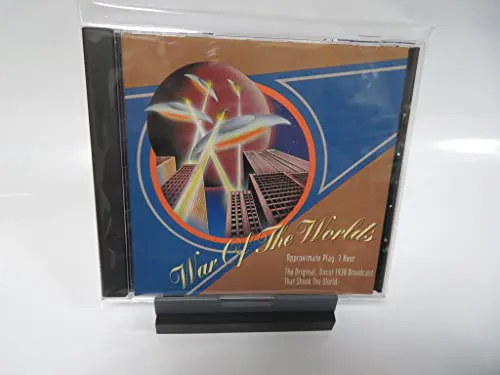 War Of The Worlds
Approximate Play -1 Hour
The Original, Uncut 1938 Broadcast
That Shook The World-